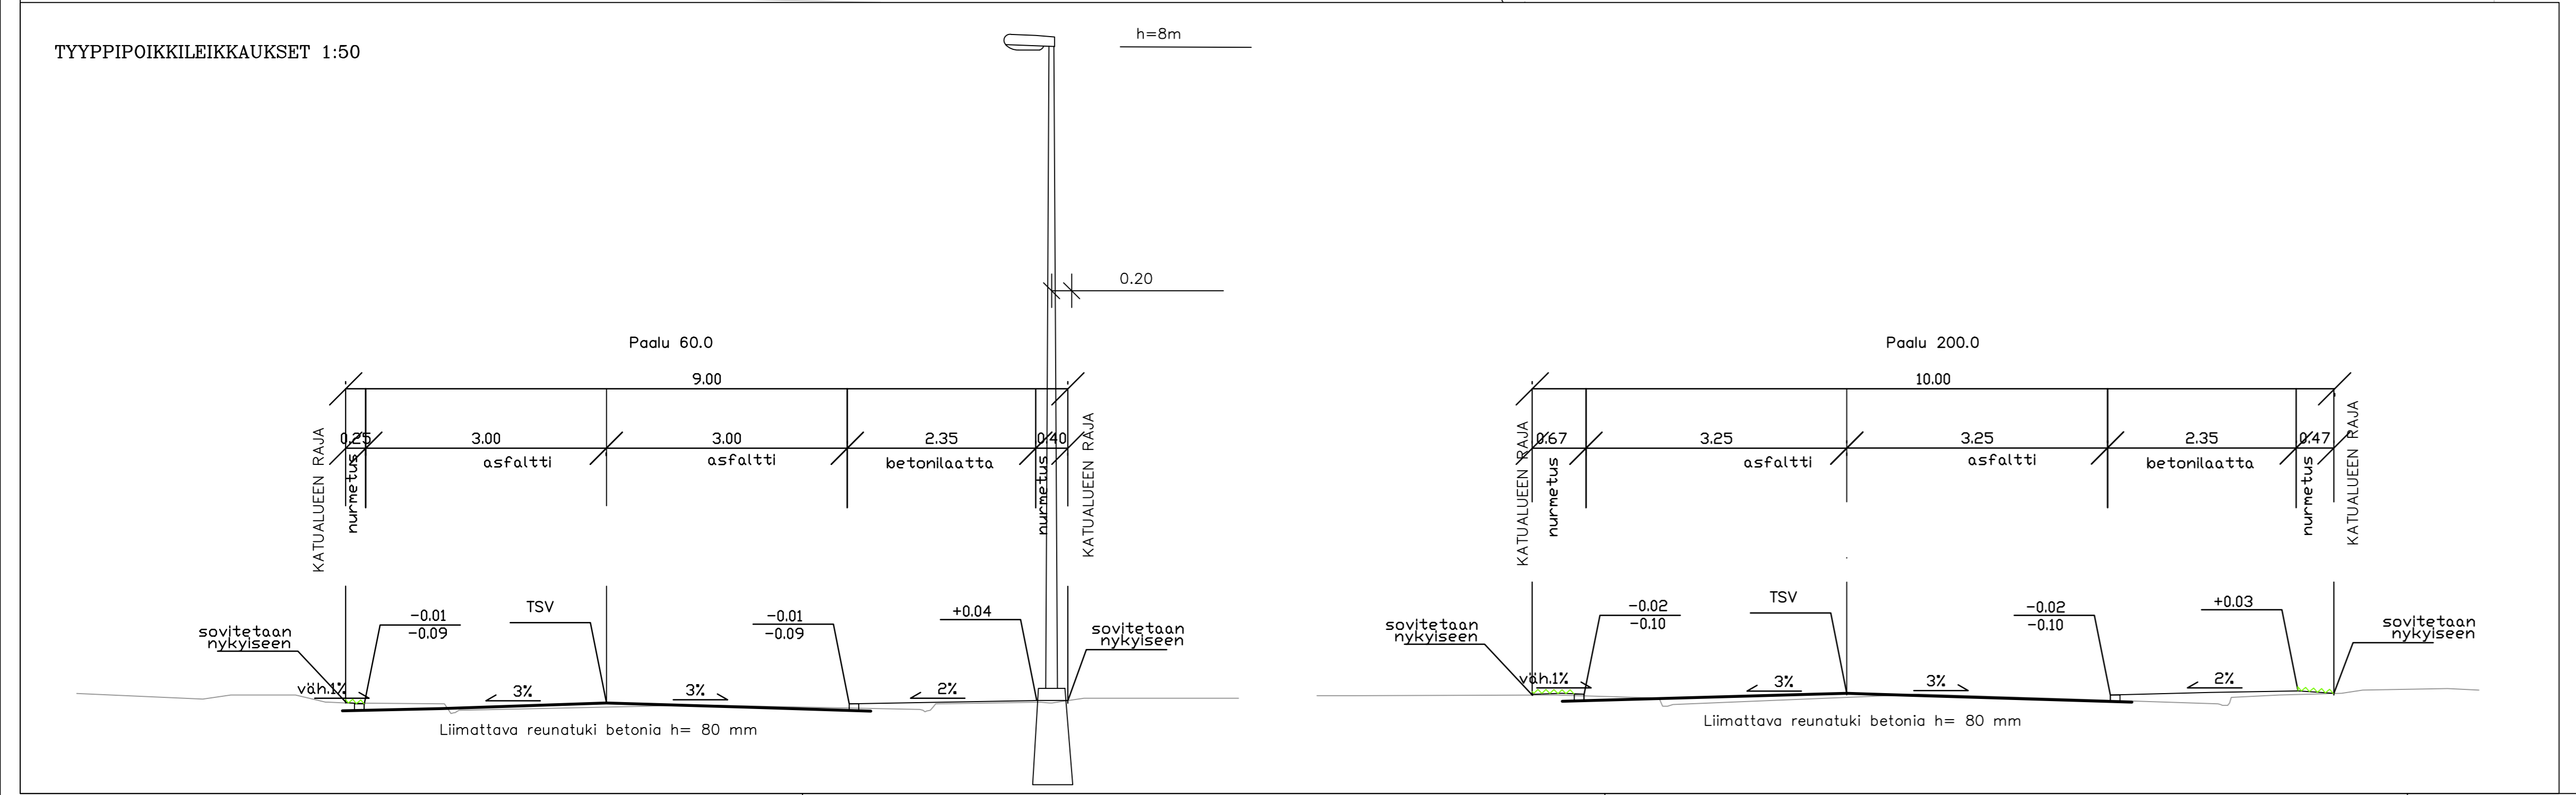 TYYPPIPOIKKILEIKKAUKSET 1:50
h=8m
0.20
Paalu 60.0
9.00
KATUALUEEN RAJA
0.25
nurmetus
3.00
asfaltti
3.00
asfaltti
2.35
betonilaatta
0.40
nurmetus
KATUALUEEN RAJA
sovitetaan
nykyiseen
väh.1%
-0.01
-0.09
3%
TSV
3%
-0.01
-0.09
2%
+0.04
sovitetaan
nykyiseen
Liimattava reunatuki betonia h= 80 mm
Paalu 200.0
10.00
KATUALUEEN RAJA
0.67
nurmetus
3.25
asfaltti
3.25
asfaltti
2.35
betonilaatta
0.47
nurmetus
KATUALUEEN RAJA
sovitetaan
nykyiseen
väh.1%
-0.02
-0.10
3%
TSV
3%
-0.02
-0.10
2%
+0.03
sovitetaan
nykyiseen
Liimattava reunatuki betonia h= 80 mm